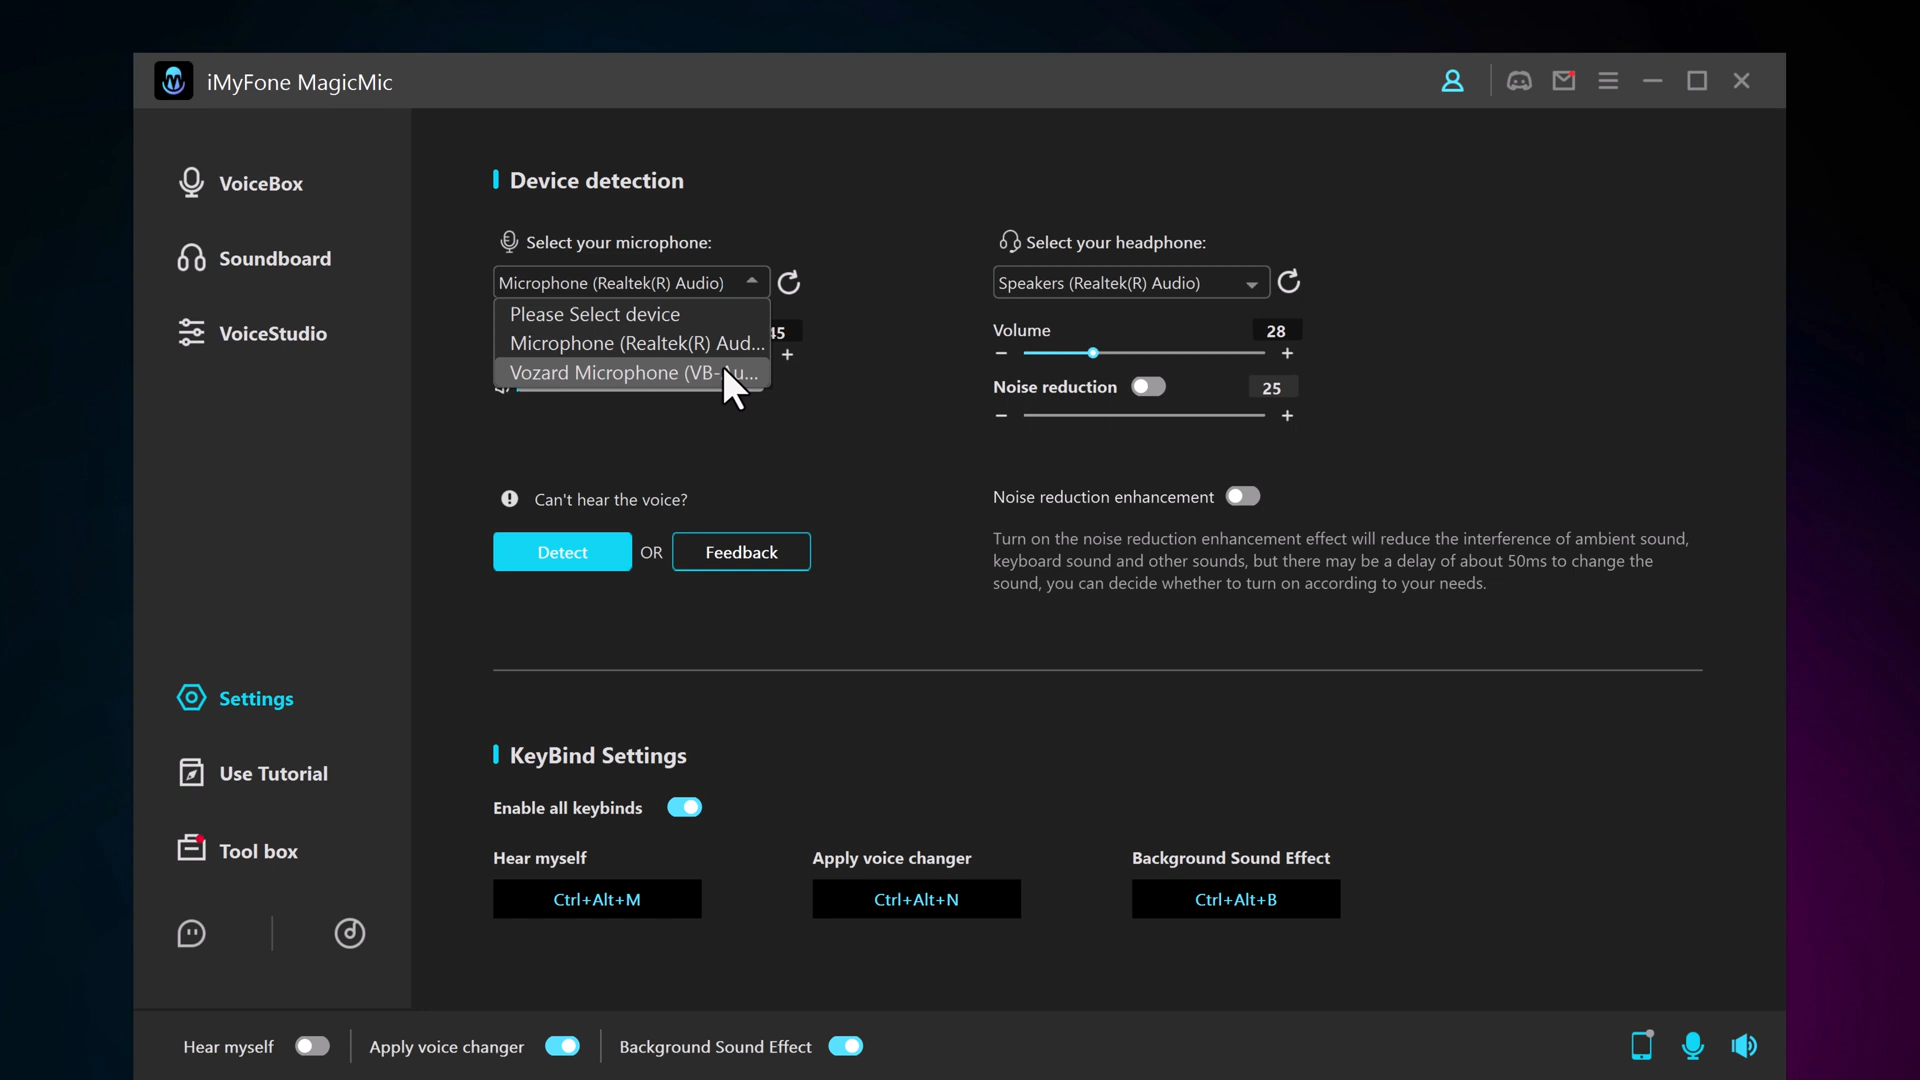 iMyFone MagicMic
VoiceBox
Soundboard
VoiceStudio
Settings
Use Tutorial
Tool box
Device detection
Select your microphone:
Microphone (Realtek(R) Audio)
Please Select device
Microphone (Realtek(R) Aud...
Vozard Microphone (VB-Au...
45
+
Can't hear the voice?
Detect OR Feedback
Select your headphone:
Speakers (Realtek(R) Audio)
Volume 28
− +
Noise reduction 25
− +
Noise reduction enhancement
Turn on the noise reduction enhancement effect will reduce the interference of ambient sound,
keyboard sound and other sounds, but there may be a delay of about 50ms to change the
sound, you can decide whether to turn on according to your needs.
KeyBind Settings
Enable all keybinds
Hear myself Apply voice changer Background Sound Effect
Ctrl+Alt+M Ctrl+Alt+N Ctrl+Alt+B
Hear myself Apply voice changer Background Sound Effect